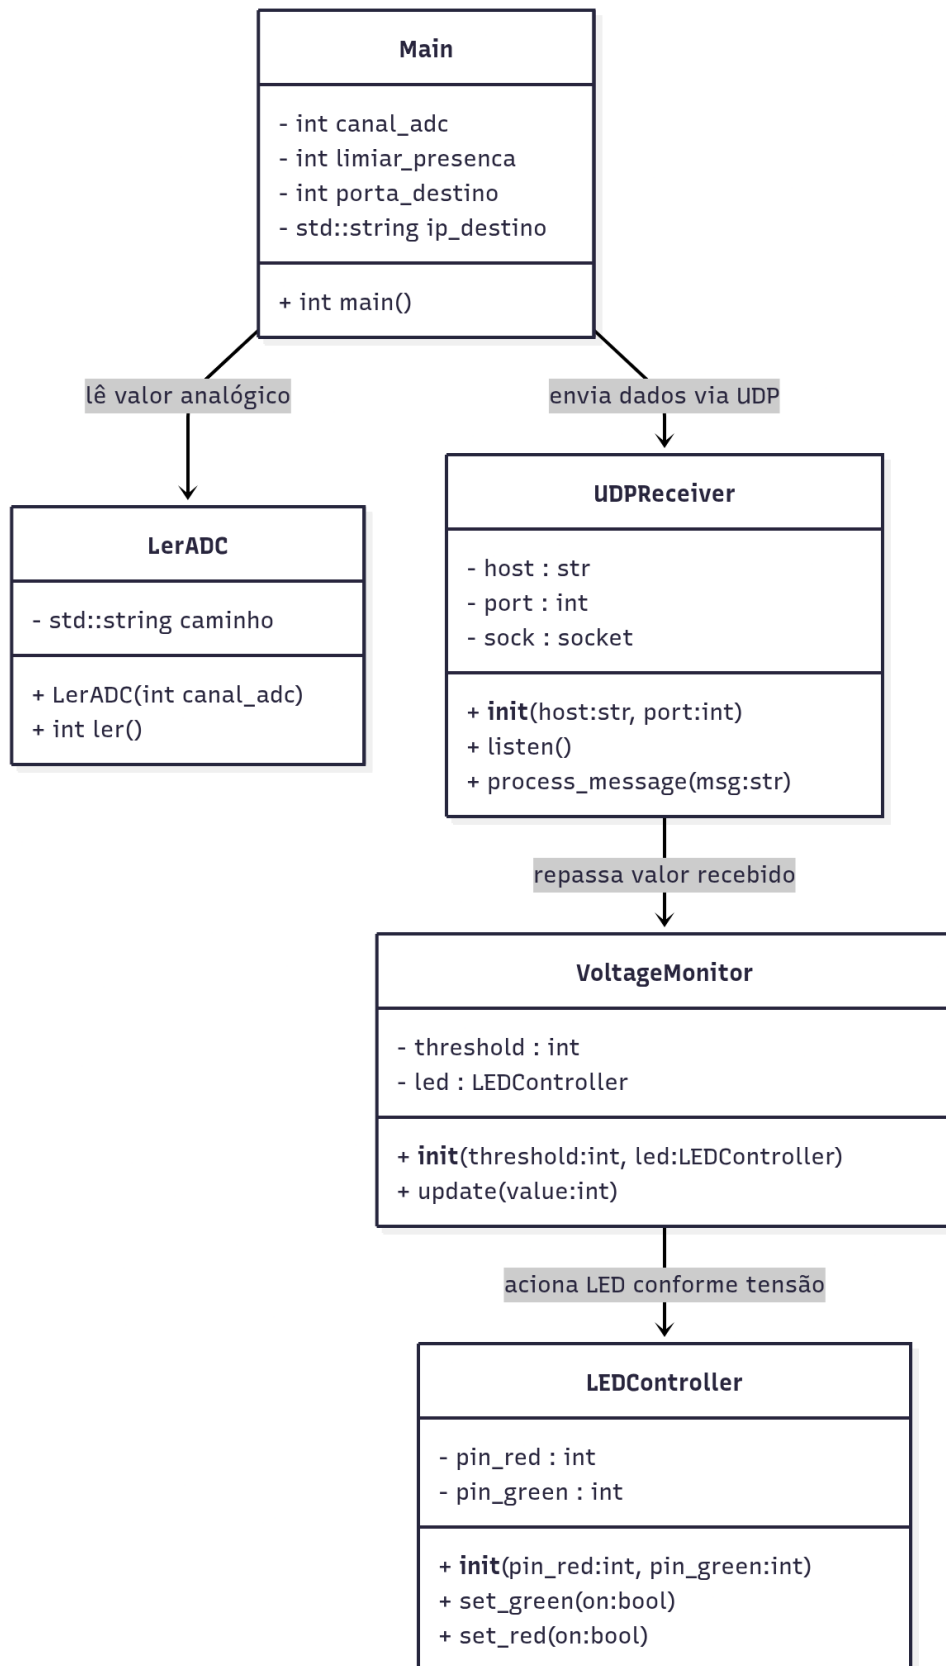 Main
- int canal_adc
- int limiar_presenca
- int porta_destino
- std::string ip_destino
+ int main()
lê valor analógico
envia dados via UDP
LerADC
- std::string caminho
+ LerADC(int canal_adc)
+ int ler()
UDPReceiver
- host : str
- port : int
- sock : socket
+ init(host:str, port:int)
+ listen()
+ process_message(msg:str)
repassa valor recebido
VoltageMonitor
- threshold : int
- led : LEDController
+ init(threshold:int, led:LEDController)
+ update(value:int)
aciona LED conforme tensão
LEDController
- pin_red : int
- pin_green : int
+ init(pin_red:int, pin_green:int)
+ set_green(on:bool)
+ set_red(on:bool)